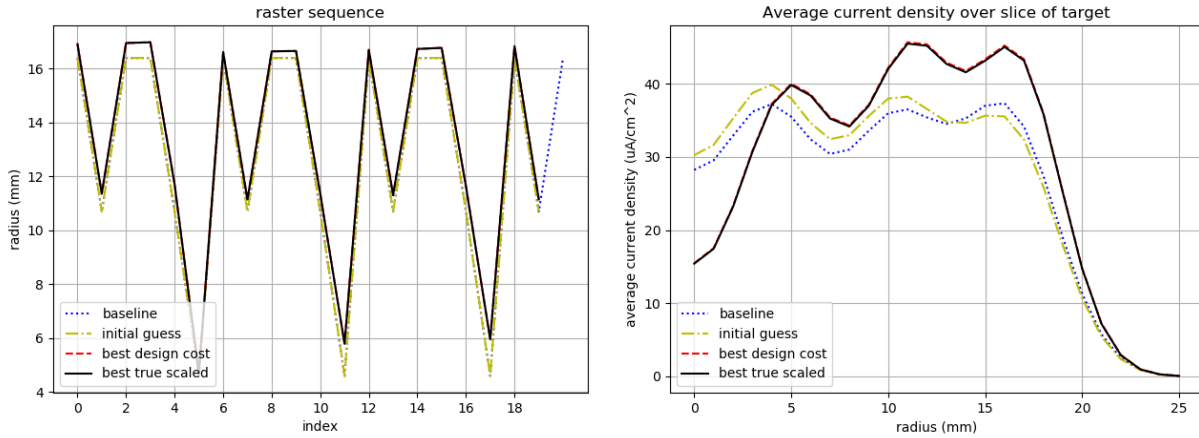 raster sequence
radius (mm)
16
14
12
10
8
6
4
0
2
4
6
8
10
12
14
16
18
index
baseline
initial guess
best design cost
best true scaled
Average current density over slice of target
average current density (uA/cm^2)
40
30
20
10
0
0
5
10
15
20
25
radius (mm)
baseline
initial guess
best design cost
best true scaled